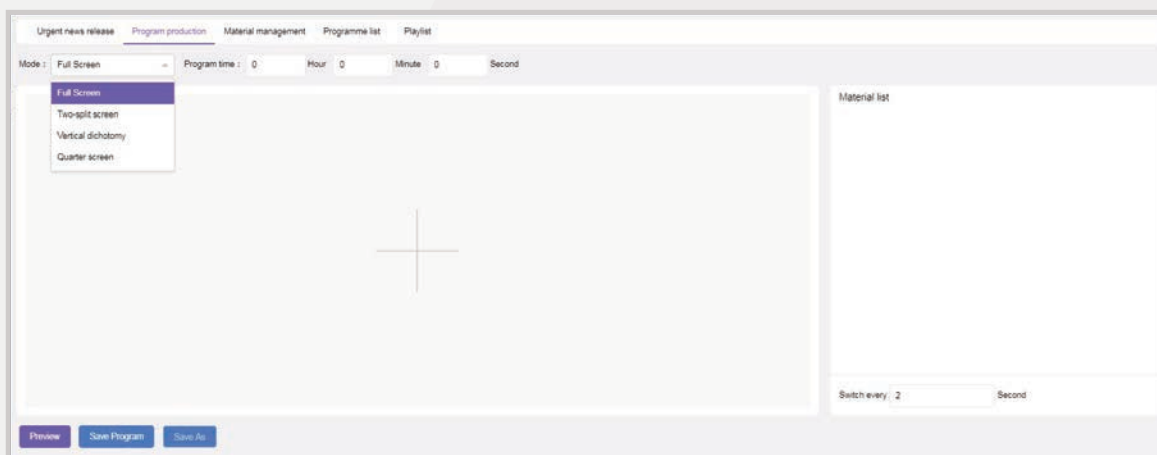 Urgent news release Program production Material management Programme list Playlist
Mode : Full Screen Program time : 0 Hour 0 Minute 0 Second
Full Screen
Two-split screen
Vertical dichotomy
Quarter screen
Material list
Switch every 2 Second
Preview Save Program Save As